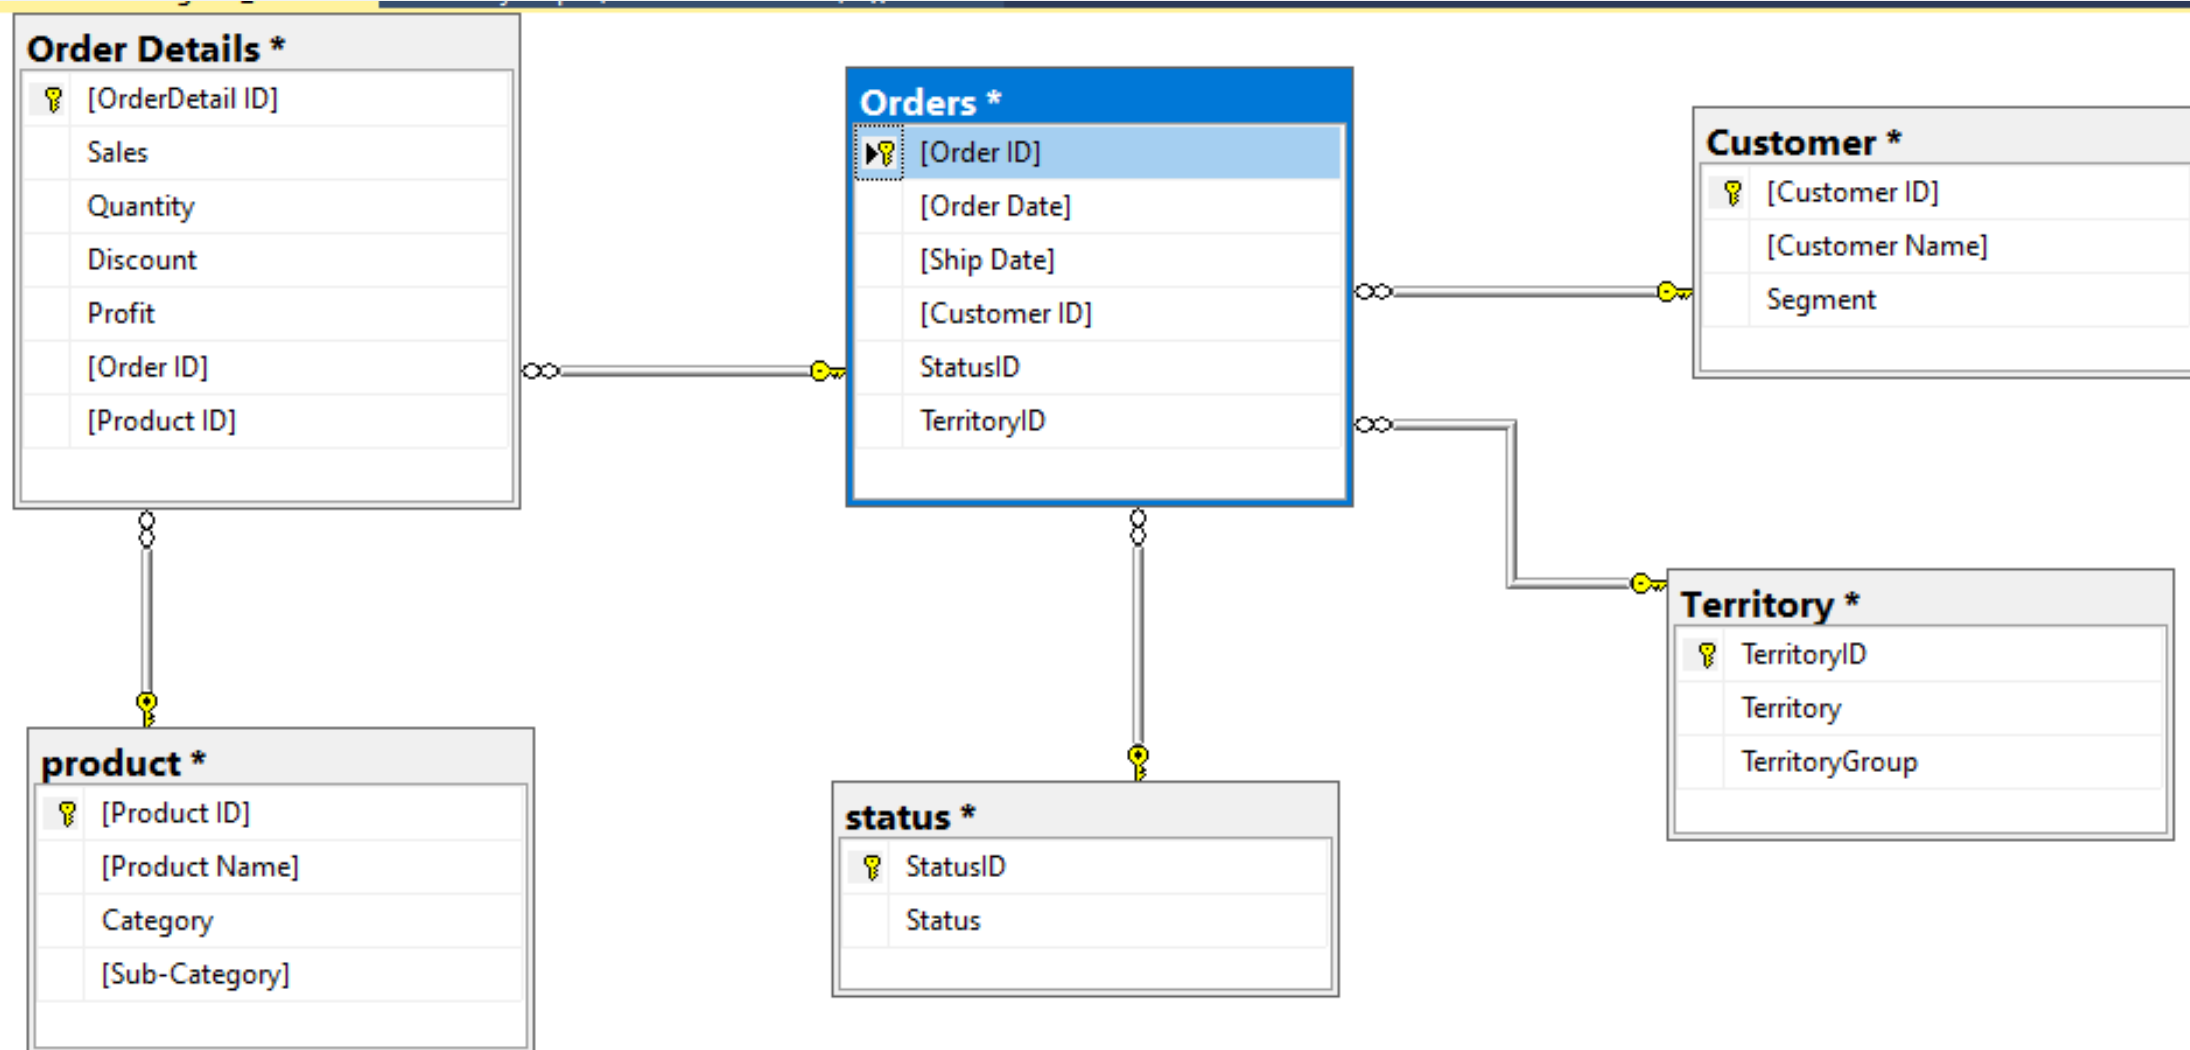 Order Details *
[OrderDetail ID]
Sales
Quantity
Discount
Profit
[Order ID]
[Product ID]
Orders *
[Order ID]
[Order Date]
[Ship Date]
[Customer ID]
StatusID
TerritoryID
Customer *
[Customer ID]
[Customer Name]
Segment
Territory *
TerritoryID
Territory
TerritoryGroup
product *
[Product ID]
[Product Name]
Category
[Sub-Category]
status *
StatusID
Status